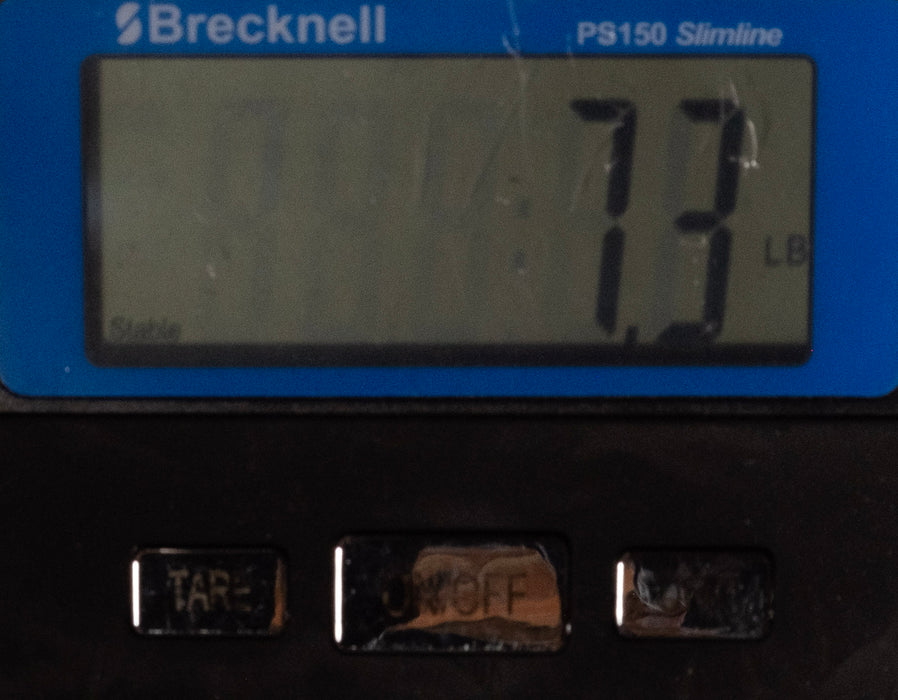 Brecknell PS150 Slimline
7.3 LB
Stable
TARE ON/OFF